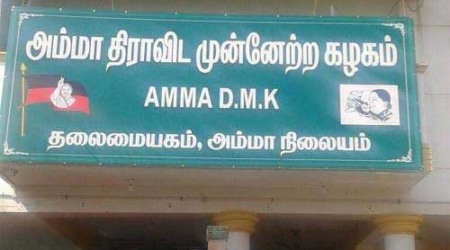 அம்மா திராவிட முன்னேற்ற கழகம்
AMMA D.M.K
தலைமையகம், அம்மா நிலையம்